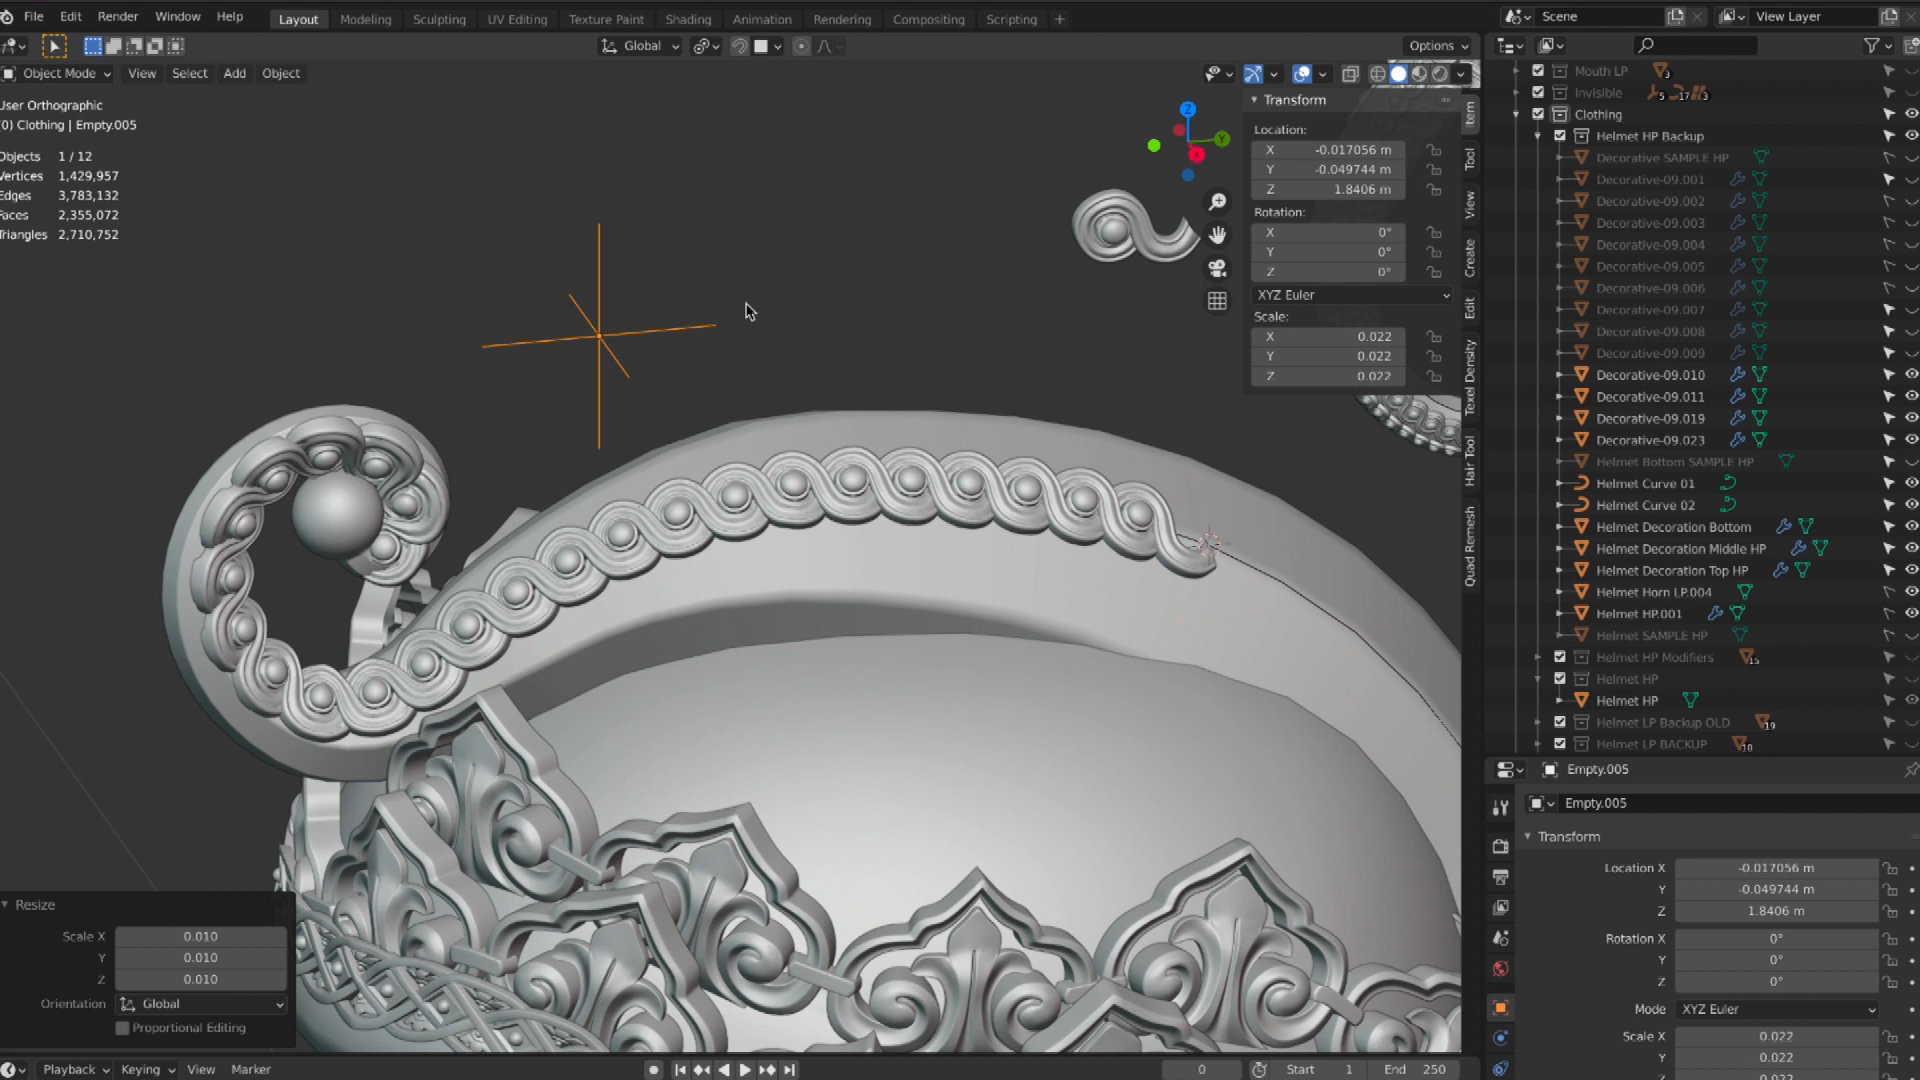 File Edit Render Window Help Layout Modeling Sculpting UV Editing Texture Paint Shading Animation Rendering Compositing Scripting + Scene View Layer
Global Options
Object Mode View Select Add Object
User Orthographic
(0) Clothing | Empty.005
Objects 1 / 12
Vertices 1,429,957
Edges 3,783,132
Faces 2,355,072
Triangles 2,710,752
Z
Y
X
Transform
Location:
X -0.017056 m
Y -0.049744 m
Z 1.8406 m
Rotation:
X 0°
Y 0°
Z 0°
XYZ Euler
Scale:
X 0.022
Y 0.022
Z 0.022
Item
Tool
View
Create
Edit
Texel Density
Hair Tool
Quad Remesh
Mouth LP 3
Invisible 5 17 3
Clothing
Helmet HP Backup
Decorative SAMPLE HP
Decorative-09.001
Decorative-09.002
Decorative-09.003
Decorative-09.004
Decorative-09.005
Decorative-09.006
Decorative-09.007
Decorative-09.008
Decorative-09.009
Decorative-09.010
Decorative-09.011
Decorative-09.019
Decorative-09.023
Helmet Bottom SAMPLE HP
Helmet Curve 01
Helmet Curve 02
Helmet Decoration Bottom
Helmet Decoration Middle HP
Helmet Decoration Top HP
Helmet Horn LP.004
Helmet HP.001
Helmet SAMPLE HP
Helmet HP Modifiers 15
Helmet HP
Helmet HP
Helmet LP Backup OLD 19
Helmet LP BACKUP 10
Empty.005
Empty.005
Transform
Location X -0.017056 m
Y -0.049744 m
Z 1.8406 m
Rotation X 0°
Y 0°
Z 0°
Mode XYZ Euler
Scale X 0.022
Y 0.022
0.022
Resize
Scale X 0.010
Y 0.010
Z 0.010
Orientation Global
Proportional Editing
Playback Keying View Marker 0 Start 1 End 250